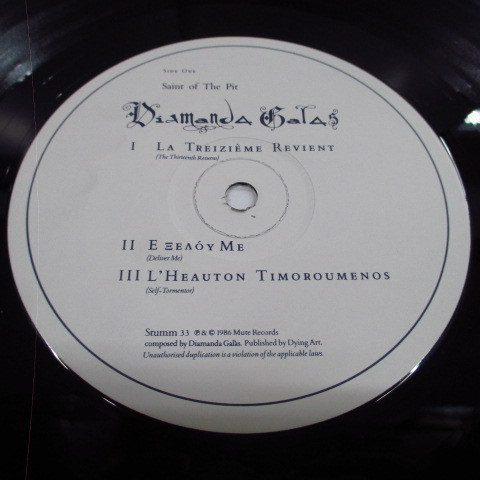 Side One
Saint of The Pit
Diamanda Galás
I La Treizième Revient
(The Thirteenth Returns)
II Εξελόυ Με
(Deliver Me)
III L'Heauton Timoroumenos
(Self-Tormentor)
Stumm 33 ℗ & © 1986 Mute Records
composed by Diamanda Galás. Published by Dying Art.
Unauthorised duplication is a violation of the applicable laws.